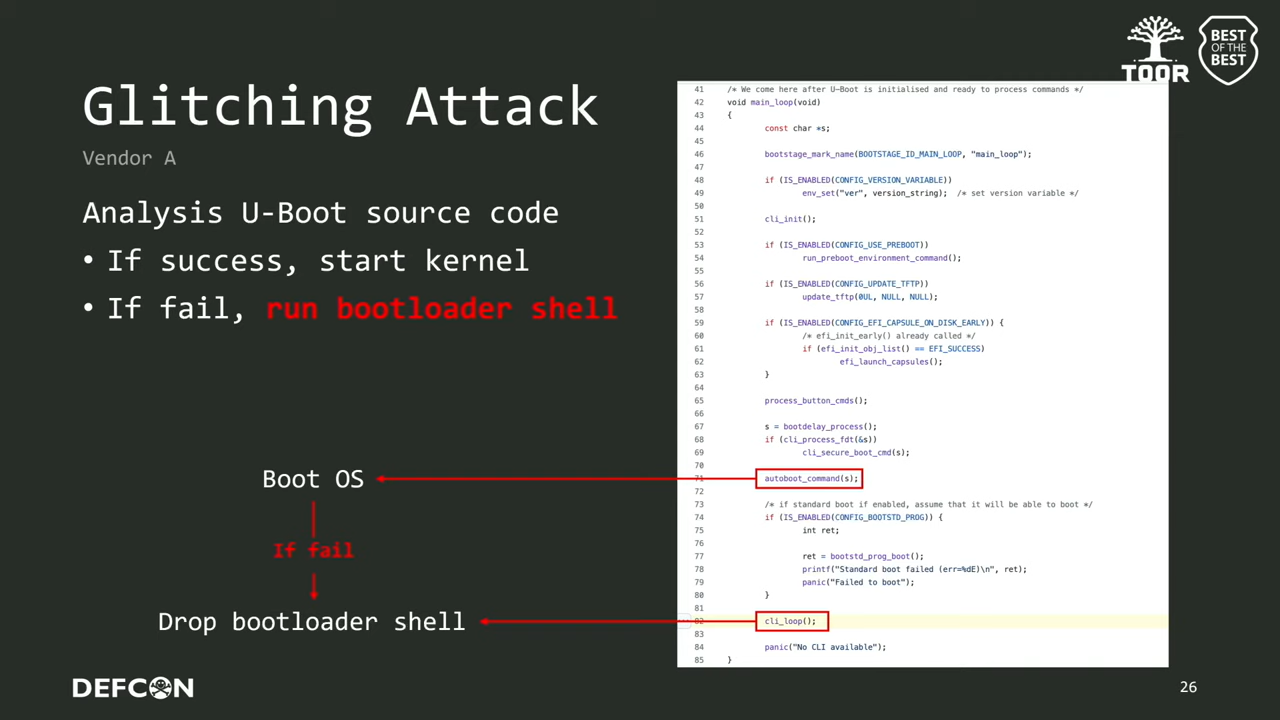 TOOR
BEST
OF THE
BEST
Glitching Attack
Vendor A
Analysis U-Boot source code
• If success, start kernel
• If fail, run bootloader shell
Boot OS
If fail
Drop bootloader shell
41 /* We come here after U-Boot is initialised and ready to process commands */
42 void main_loop(void)
43 {
44 const char *s;
45
46 bootstage_mark_name(BOOTSTAGE_ID_MAIN_LOOP, "main_loop");
47
48 if (IS_ENABLED(CONFIG_VERSION_VARIABLE))
49 env_set("ver", version_string); /* set version variable */
50
51 cli_init();
52
53 if (IS_ENABLED(CONFIG_USE_PREBOOT))
54 run_preboot_environment_command();
55
56 if (IS_ENABLED(CONFIG_UPDATE_TFTP))
57 update_tftp(0UL, NULL, NULL);
58
59 if (IS_ENABLED(CONFIG_EFI_CAPSULE_ON_DISK_EARLY)) {
60 /* efi_init_early() already called */
61 if (efi_init_obj_list() == EFI_SUCCESS)
62 efi_launch_capsules();
63 }
64
65 process_button_cmds();
66
67 s = bootdelay_process();
68 if (cli_process_fdt(&s))
69 cli_secure_boot_cmd(s);
70
71 autoboot_command(s);
72
73 /* if standard boot if enabled, assume that it will be able to boot */
74 if (IS_ENABLED(CONFIG_BOOTSTD_PROG)) {
75 int ret;
76
77 ret = bootstd_prog_boot();
78 printf("Standard boot failed (err=%dE)\n", ret);
79 panic("Failed to boot");
80 }
81
82 cli_loop();
83
84 panic("No CLI available");
85 }
DEFCON
26